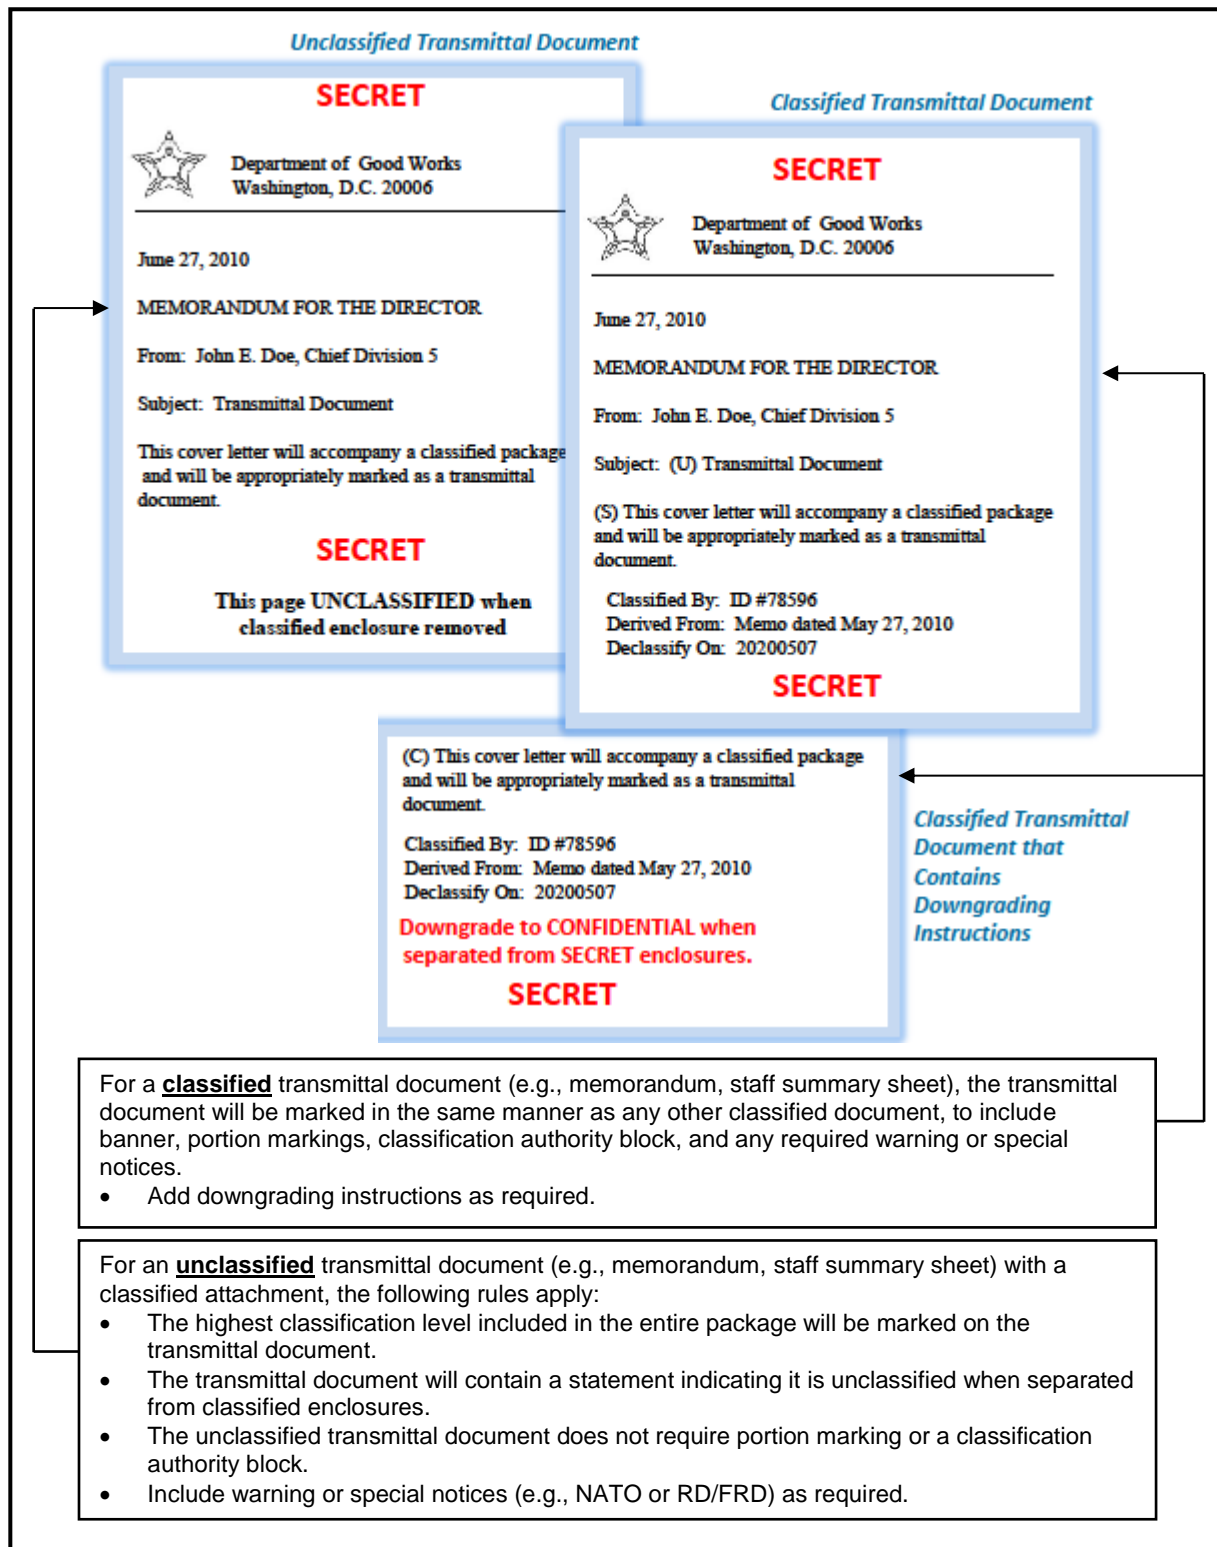 Unclassified Transmittal Document
SECRET
Department of Good Works
Washington, D.C. 20006
June 27, 2010
MEMORANDUM FOR THE DIRECTOR
From: John E. Doe, Chief Division 5
Subject: Transmittal Document
This cover letter will accompany a classified package
and will be appropriately marked as a transmittal
document.
SECRET
This page UNCLASSIFIED when
classified enclosure removed
Classified Transmittal Document
SECRET
Department of Good Works
Washington, D.C. 20006
June 27, 2010
MEMORANDUM FOR THE DIRECTOR
From: John E. Doe, Chief Division 5
Subject: (U) Transmittal Document
(S) This cover letter will accompany a classified package
and will be appropriately marked as a transmittal
document.
Classified By: ID #78596
Derived From: Memo dated May 27, 2010
Declassify On: 20200507
SECRET
(C) This cover letter will accompany a classified package
and will be appropriately marked as a transmittal
document.
Classified By: ID #78596
Derived From: Memo dated May 27, 2010
Declassify On: 20200507
Downgrade to CONFIDENTIAL when
separated from SECRET enclosures.
SECRET
Classified Transmittal
Document that
Contains
Downgrading
Instructions
For a classified transmittal document (e.g., memorandum, staff summary sheet), the transmittal
document will be marked in the same manner as any other classified document, to include
banner, portion markings, classification authority block, and any required warning or special
notices.
• Add downgrading instructions as required.
For an unclassified transmittal document (e.g., memorandum, staff summary sheet) with a
classified attachment, the following rules apply:
• The highest classification level included in the entire package will be marked on the
transmittal document.
• The transmittal document will contain a statement indicating it is unclassified when separated
from classified enclosures.
• The unclassified transmittal document does not require portion marking or a classification
authority block.
• Include warning or special notices (e.g., NATO or RD/FRD) as required.